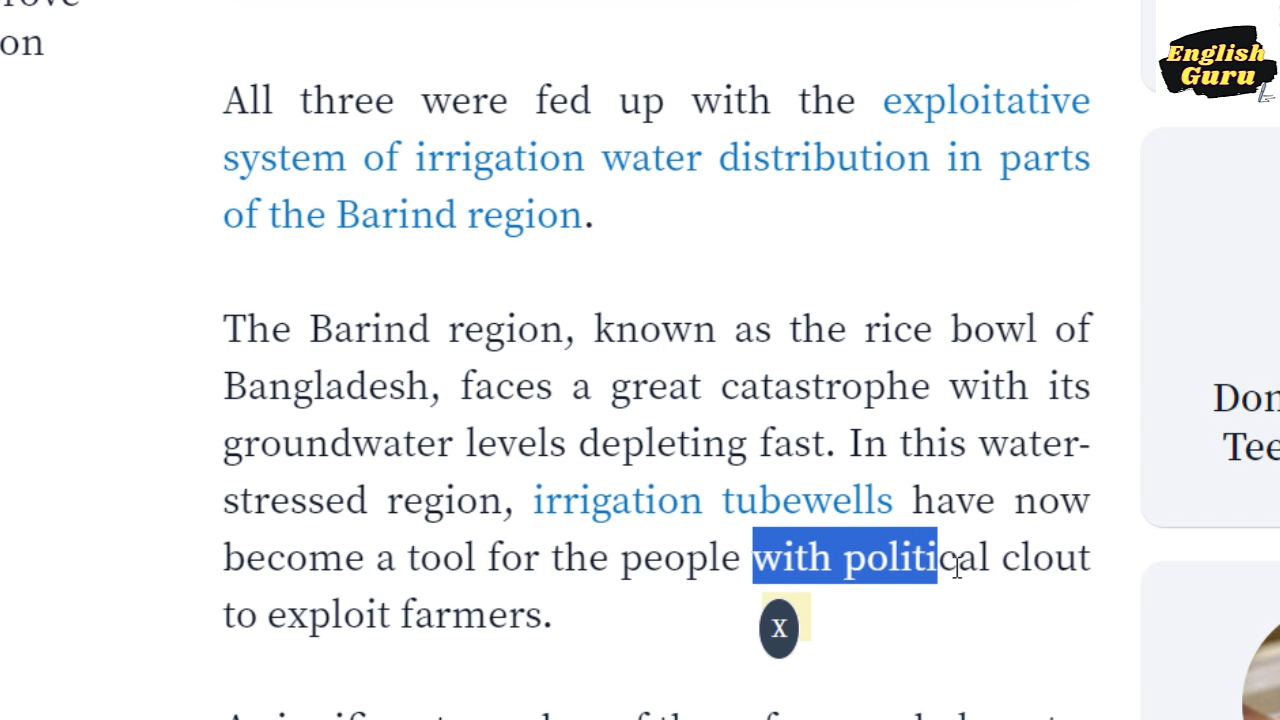 on
English
Guru
All three were fed up with the exploitative
system of irrigation water distribution in parts
of the Barind region.
The Barind region, known as the rice bowl of
Bangladesh, faces a great catastrophe with its
groundwater levels depleting fast. In this water-
stressed region, irrigation tubewells have now
become a tool for the people with political clout
to exploit farmers.
x
Don
Tee